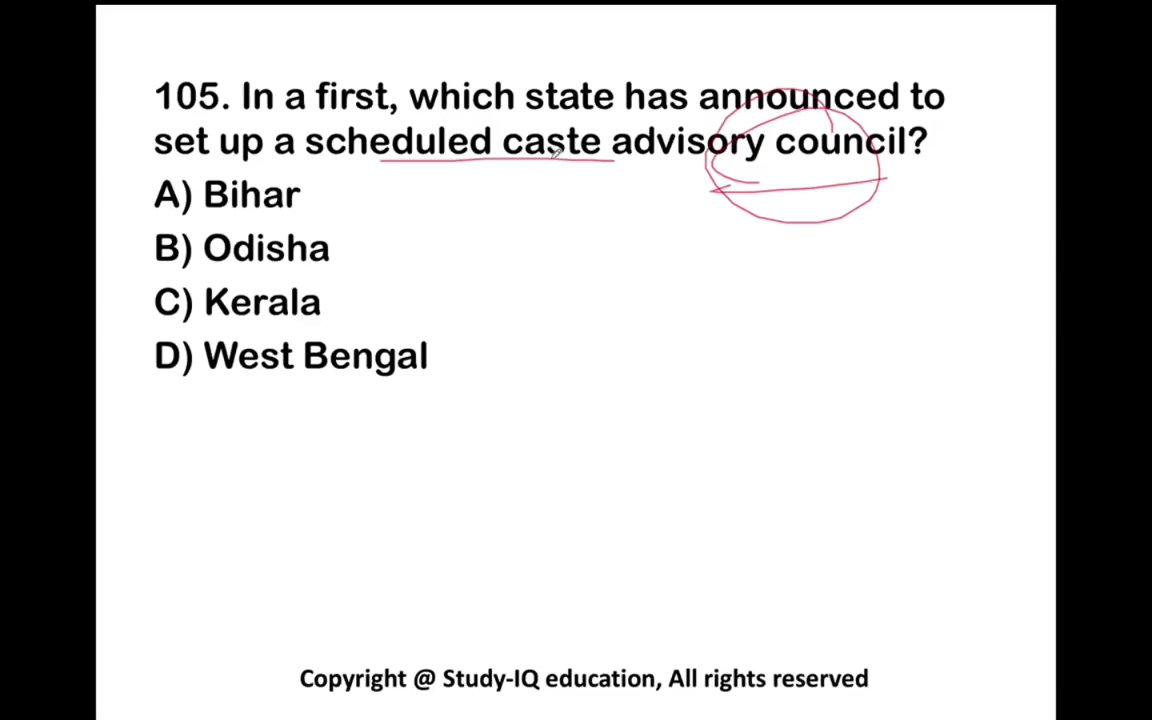 105. In a first, which state has announced to
set up a scheduled caste advisory council?
A) Bihar
B) Odisha
C) Kerala
D) West Bengal
Copyright @ Study-IQ education, All rights reserved